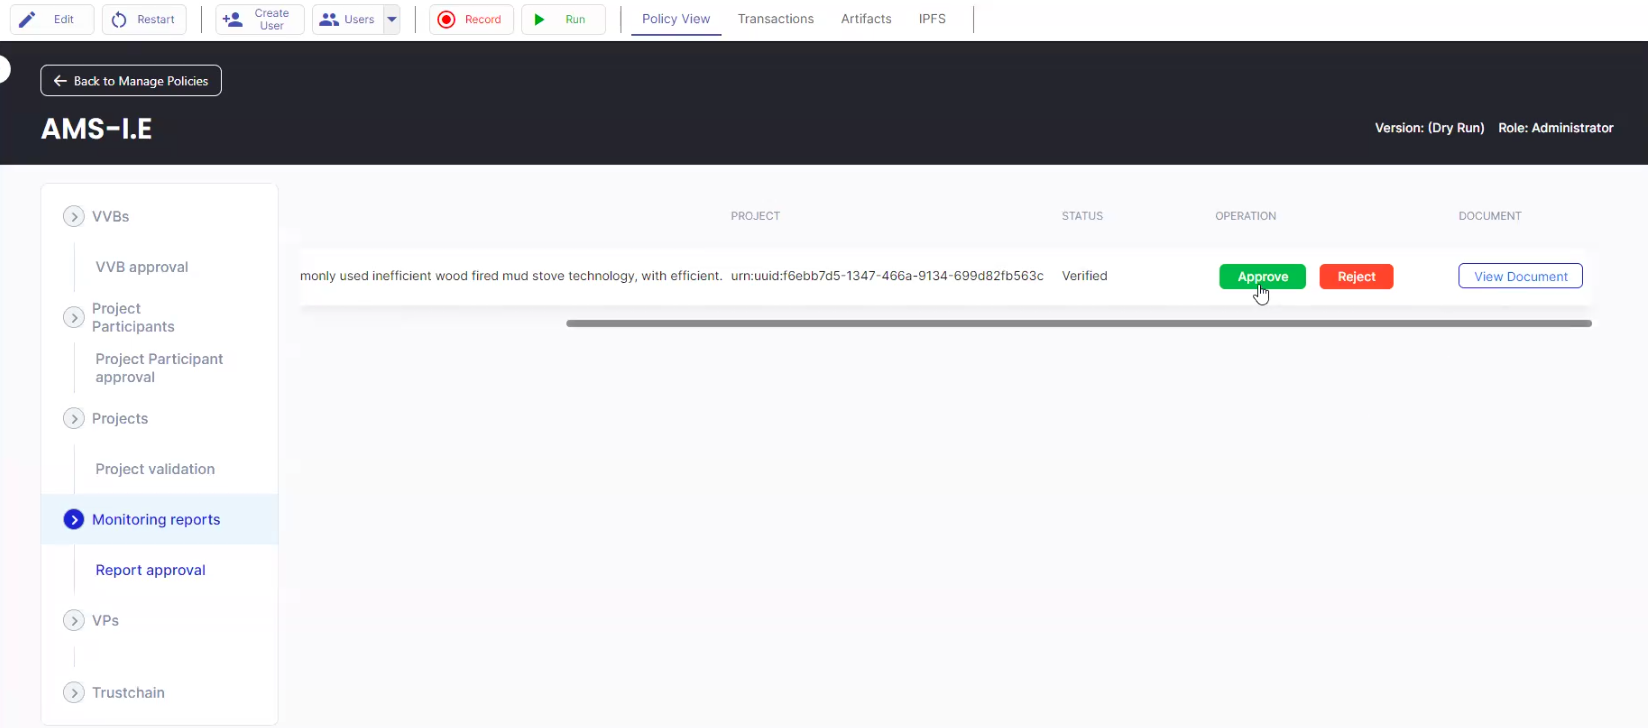 Edit Restart Create User Users Record Run Policy View Transactions Artifacts IPFS
Back to Manage Policies
AMS-I.E
Version: (Dry Run) Role: Administrator
VVBs
VVB approval
Project
Participants
Project Participant
approval
Projects
Project validation
Monitoring reports
Report approval
VPs
Trustchain
PROJECT STATUS OPERATION DOCUMENT
monly used inefficient wood fired mud stove technology, with efficient. urn:uuid:f6ebb7d5-1347-466a-9134-699d82fb563c Verified Approve Reject View Document